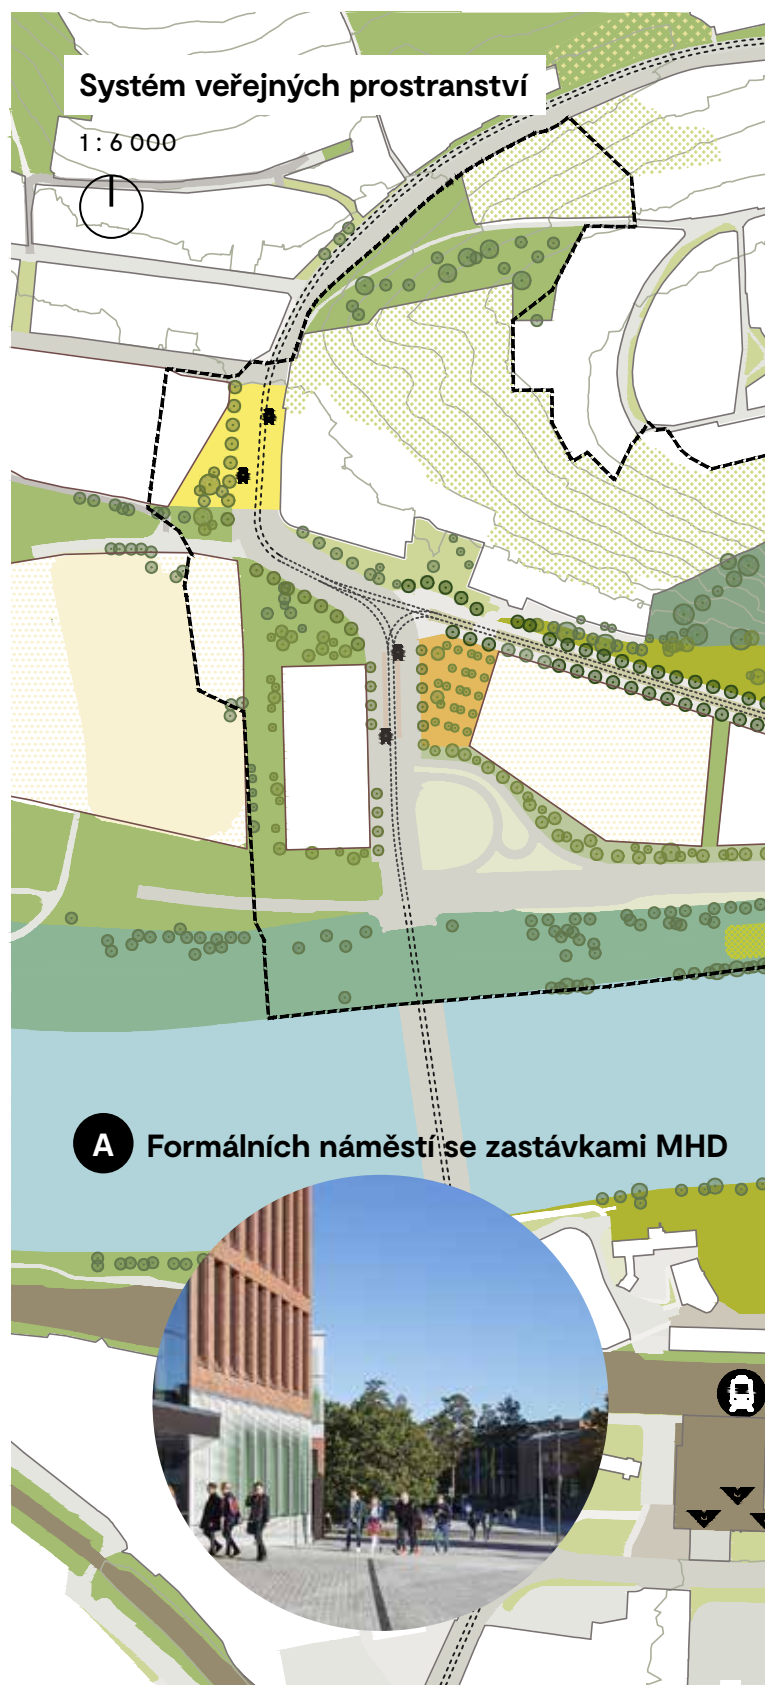 Systém veřejných prostranství
1 : 6 000
A Formálních náměstí se zastávkami MHD